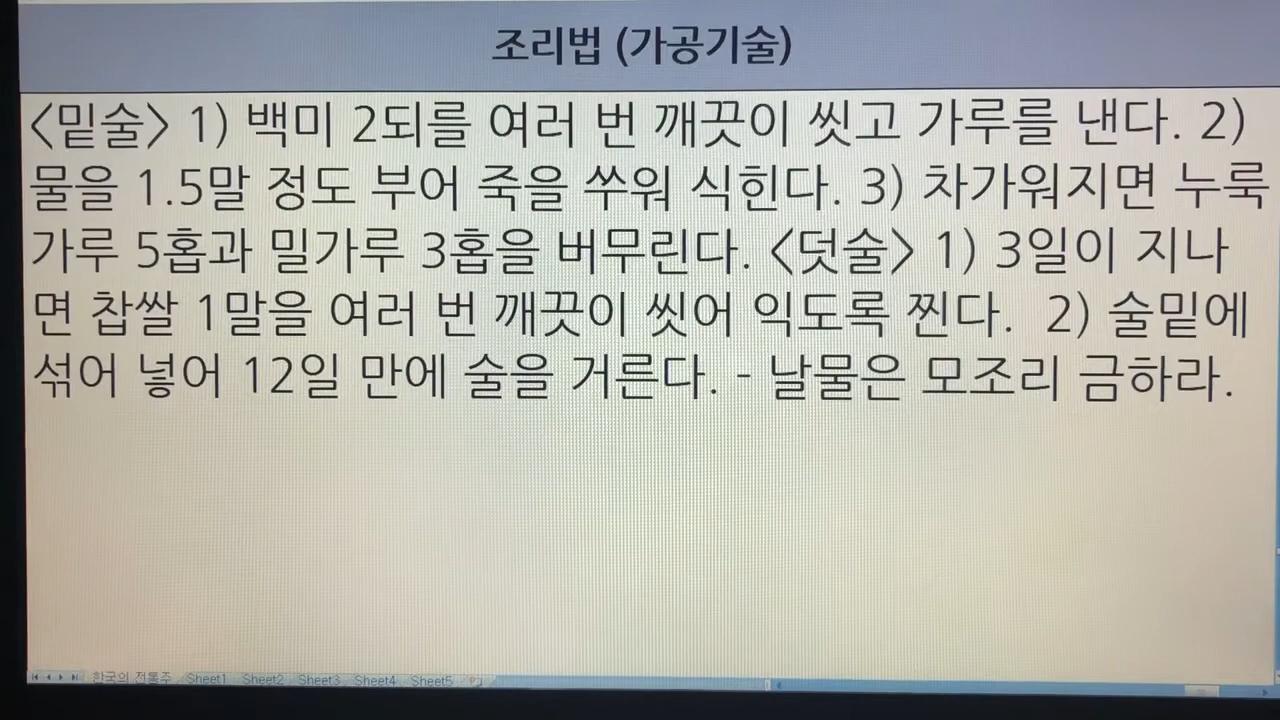 조리법 (가공기술)
<밑술> 1) 백미 2되를 여러 번 깨끗이 씻고 가루를 낸다. 2)
물을 1.5말 정도 부어 죽을 쑤워 식힌다. 3) 차가워지면 누룩
가루 5홉과 밀가루 3홉을 버무린다. <덧술> 1) 3일이 지나
면 찹쌀 1말을 여러 번 깨끗이 씻어 익도록 찐다. 2) 술밑에
섞어 넣어 12일 만에 술을 거른다. - 날물은 모조리 금하라.
한국의 전통주 Sheet1 Sheet2 Sheet3 Sheet4 Sheet5